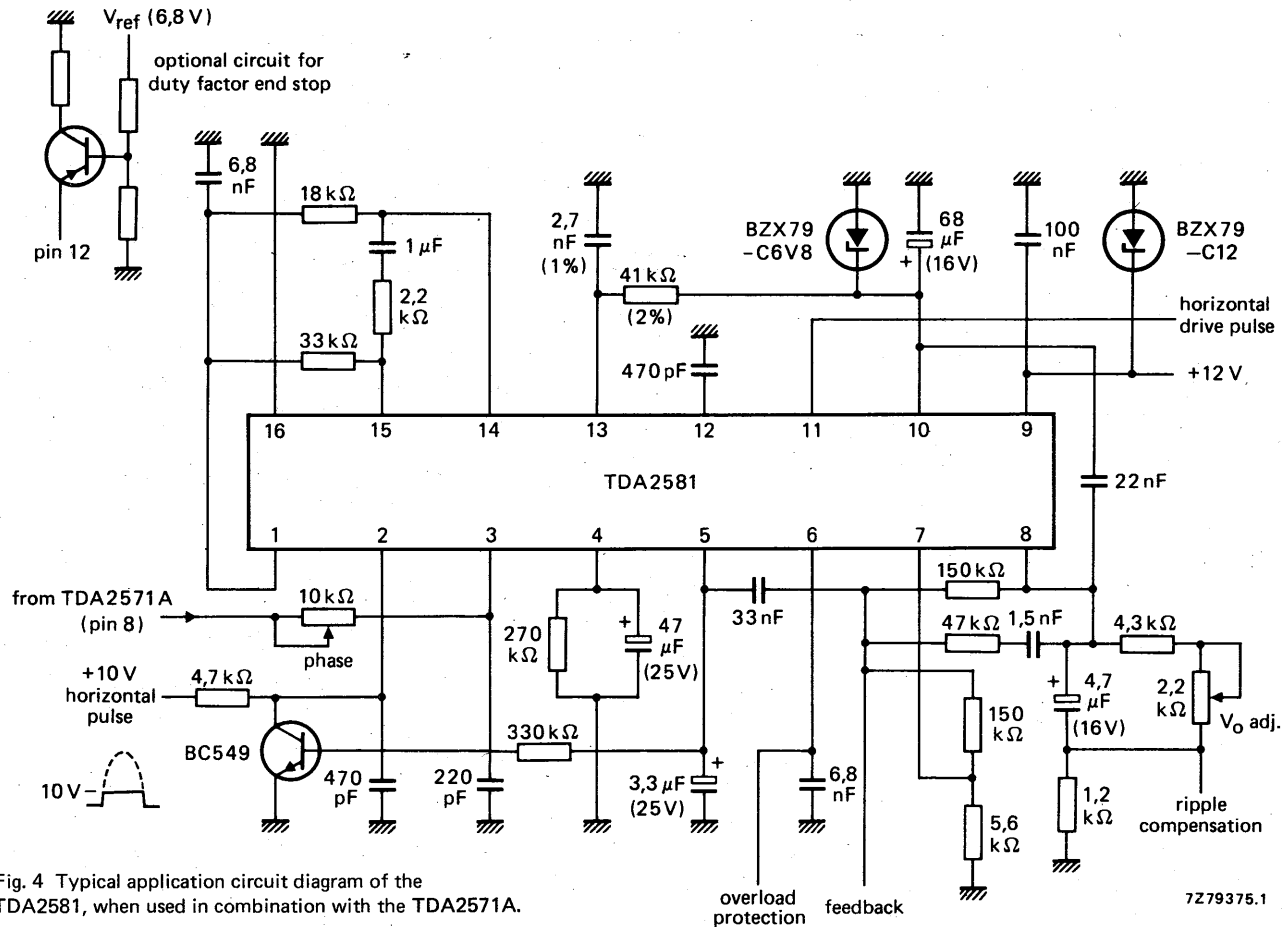 V_ref (6,8 V)
optional circuit for
duty factor end stop
pin 12
6,8
nF
18 kΩ
1 μF
2,2
kΩ
33 kΩ
2,7
nF
(1%)
41 kΩ
(2%)
470 pF
BZX79
-C6V8
68
μF
(16V)
+
100
nF
BZX79
—C12
horizontal
drive pulse
+12 V
16 15 14 13 12 11 10 9
TDA2581
1 2 3 4 5 6 7 8
22 nF
from TDA2571A
(pin 8)
10 kΩ
phase
+10 V
horizontal
pulse
4,7 kΩ
BC549
10 V
470
pF
220
pF
270
kΩ
+
47
μF
(25V)
330 kΩ
33 nF
+
3,3 μF
(25V)
6,8
nF
150 kΩ
47 kΩ
1,5 nF
4,3 kΩ
150
kΩ
5,6
kΩ
+
4,7
μF
(16V)
2,2
kΩ
V_o adj.
1,2
kΩ
ripple
compensation
overload
protection
feedback
Fig. 4 Typical application circuit diagram of the
TDA2581, when used in combination with the TDA2571A.
7Z79375.1